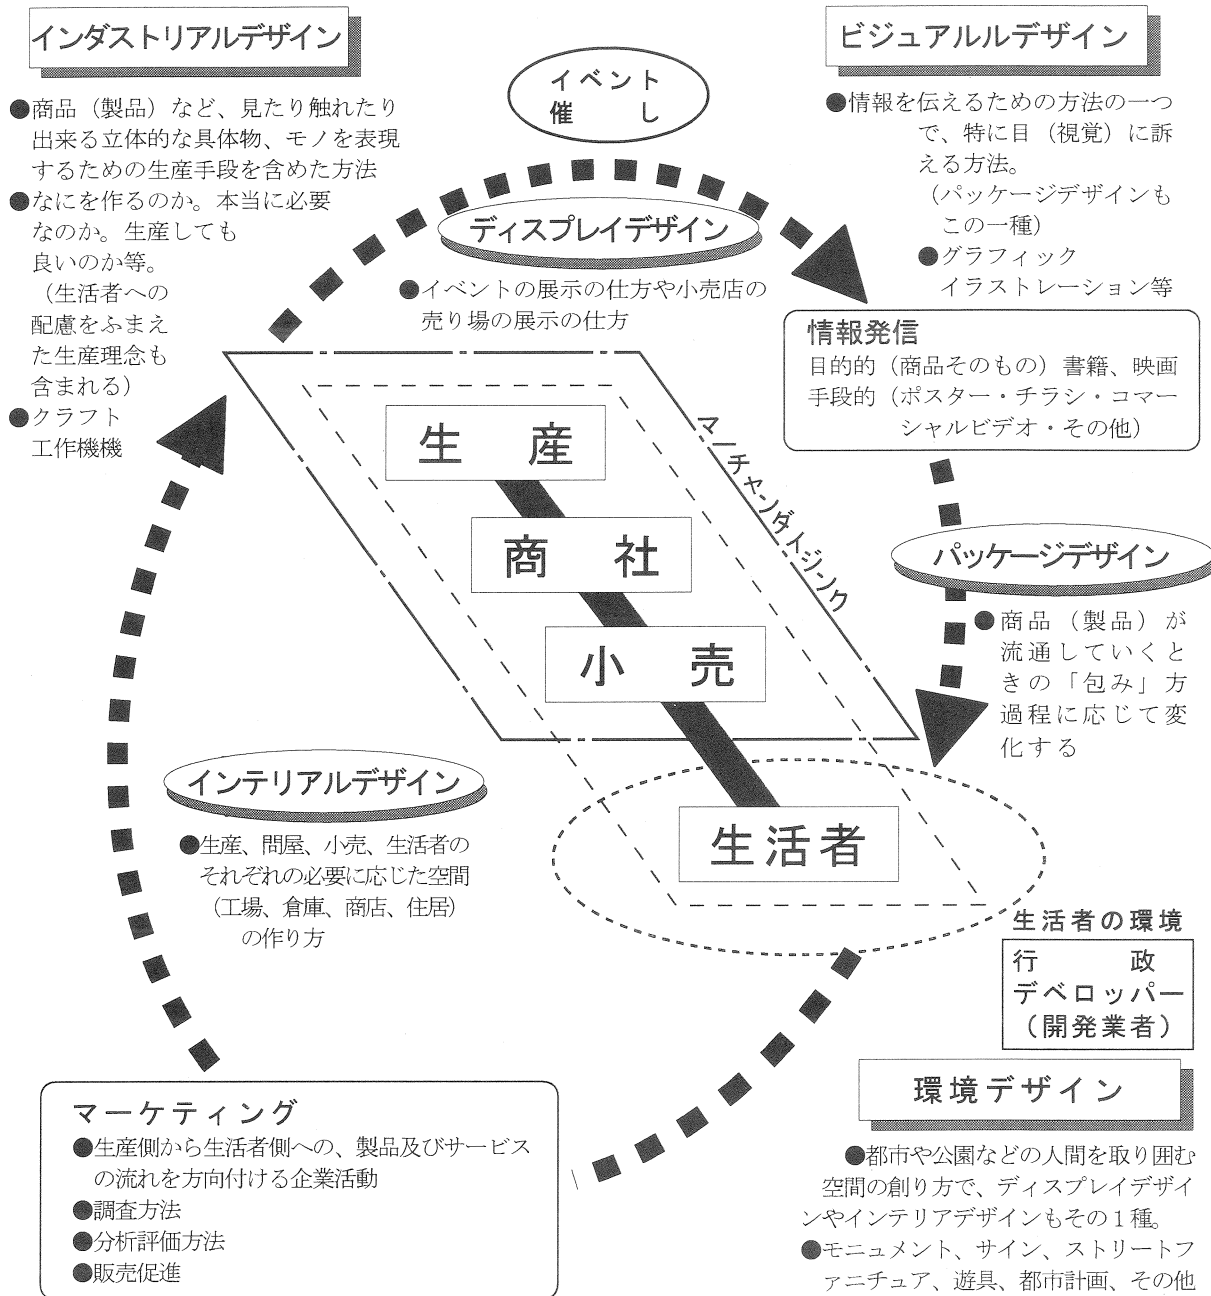 インダストリアルデザイン
●商品（製品）など、見たり触れたり
出来る立体的な具体物、モノを表現
するための生産手段を含めた方法
●なにを作るのか。本当に必要
なのか。生産しても
良いのか等。
（生活者への
配慮をふまえ
た生産理念も
含まれる）
●クラフト
工作機機
イベント
催　し
ディスプレイデザイン
●イベントの展示の仕方や小売店の
売り場の展示の仕方
ビジュアルルデザイン
●情報を伝えるための方法の一つ
で、特に目（視覚）に訴
える方法。
（パッケージデザインも
この一種）
●グラフィック
イラストレーション等
情報発信
目的的（商品そのもの）書籍、映画
手段的（ポスター・チラシ・コマー
シャルビデオ・その他）
生　産
商　社
小　売
生活者
マーチャンダイジング
パッケージデザイン
●商品（製品）が
流通していくと
きの「包み」方
過程に応じて変
化する
インテリアルデザイン
●生産、問屋、小売、生活者の
それぞれの必要に応じた空間
（工場、倉庫、商店、住居）
の作り方
生活者の環境
行　政
デベロッパー
（開発業者）
環境デザイン
●都市や公園などの人間を取り囲む
空間の創り方で、ディスプレイデザイ
ンやインテリアデザインもその１種。
●モニュメント、サイン、ストリートフ
ァニチュア、遊具、都市計画、その他
マーケティング
●生産側から生活者側への、製品及びサービス
の流れを方向付ける企業活動
●調査方法
●分析評価方法
●販売促進